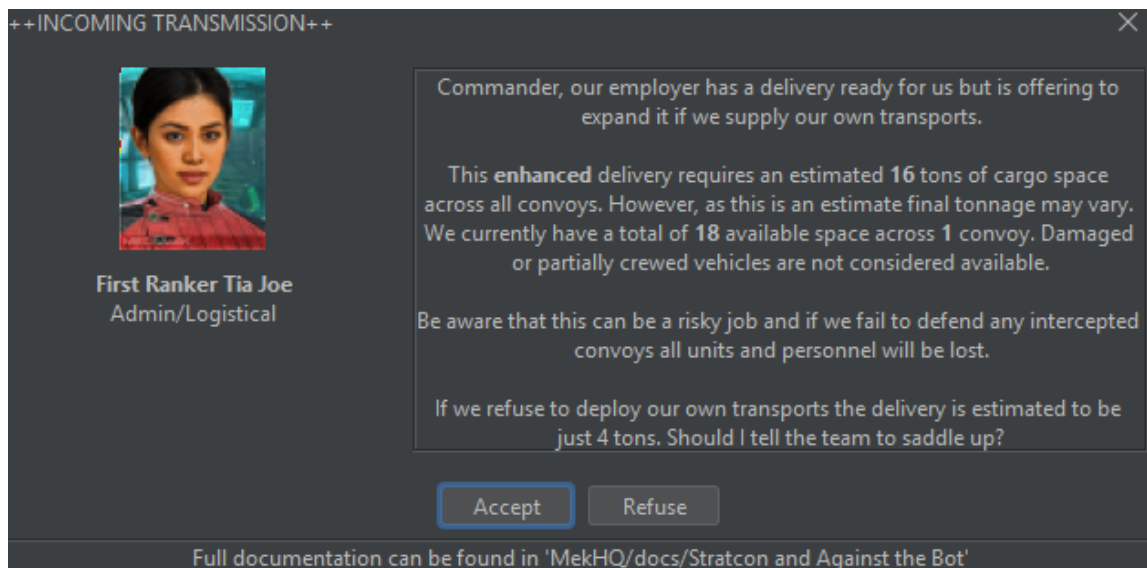 ++INCOMING TRANSMISSION++
First Ranker Tia Joe
Admin/Logistical
Commander, our employer has a delivery ready for us but is offering to
expand it if we supply our own transports.
This enhanced delivery requires an estimated 16 tons of cargo space
across all convoys. However, as this is an estimate final tonnage may vary.
We currently have a total of 18 available space across 1 convoy. Damaged
or partially crewed vehicles are not considered available.
Be aware that this can be a risky job and if we fail to defend any intercepted
convoys all units and personnel will be lost.
If we refuse to deploy our own transports the delivery is estimated to be
just 4 tons. Should I tell the team to saddle up?
Accept
Refuse
Full documentation can be found in 'MekHQ/docs/Stratcon and Against the Bot'